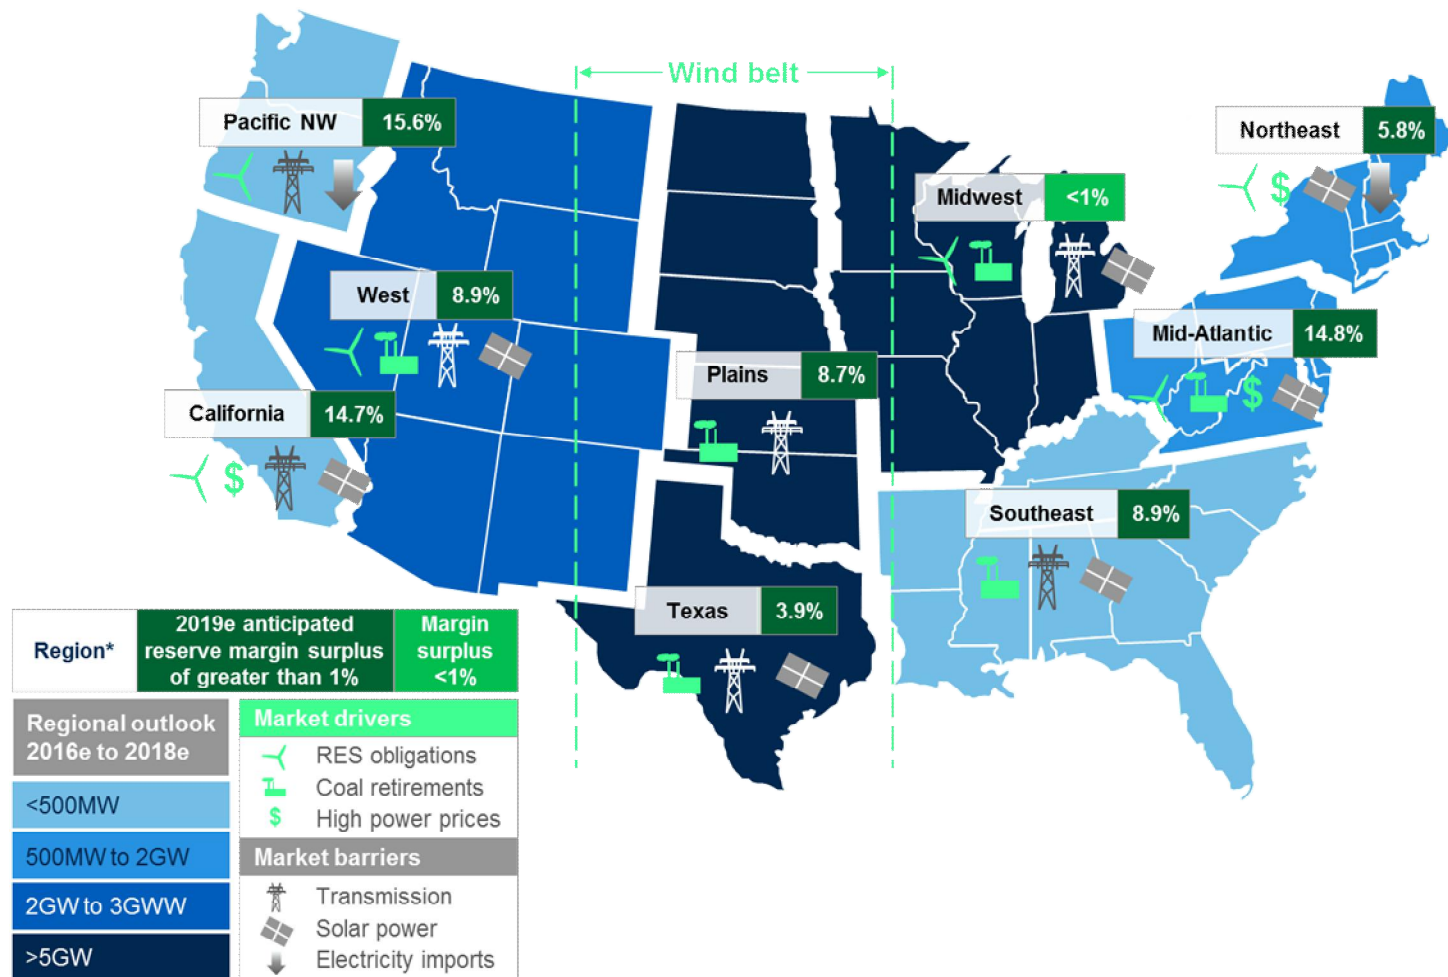 Wind belt
Pacific NW 15.6%
Northeast 5.8%
Midwest <1%
West 8.9%
Mid-Atlantic 14.8%
Plains 8.7%
California 14.7%
Southeast 8.9%
Texas 3.9%
Region*
2019e anticipated
reserve margin surplus
of greater than 1%
Margin
surplus
<1%
Regional outlook
2016e to 2018e
<500MW
500MW to 2GW
2GW to 3GWW
>5GW
Market drivers
RES obligations
Coal retirements
$ High power prices
Market barriers
Transmission
Solar power
Electricity imports